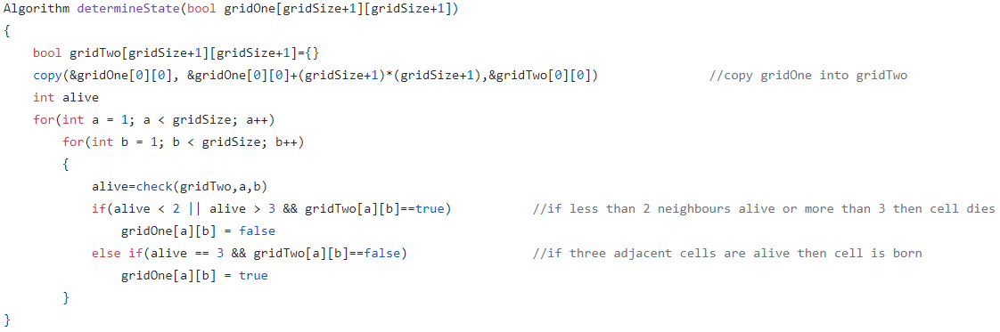 Algorithm determineState(bool gridOne[gridSize+1][gridSize+1])
{
    bool gridTwo[gridSize+1][gridSize+1]={}
    copy(&gridOne[0][0], &gridOne[0][0]+(gridSize+1)*(gridSize+1),&gridTwo[0][0])               //copy gridOne into gridTwo
    int alive
    for(int a = 1; a < gridSize; a++)
        for(int b = 1; b < gridSize; b++)
        {
            alive=check(gridTwo,a,b)
            if(alive < 2 || alive > 3 && gridTwo[a][b]==true)           //if less than 2 neighbours alive or more than 3 then cell dies
                gridOne[a][b] = false
            else if(alive == 3 && gridTwo[a][b]==false)                 //if three adjacent cells are alive then cell is born
                gridOne[a][b] = true
        }
}